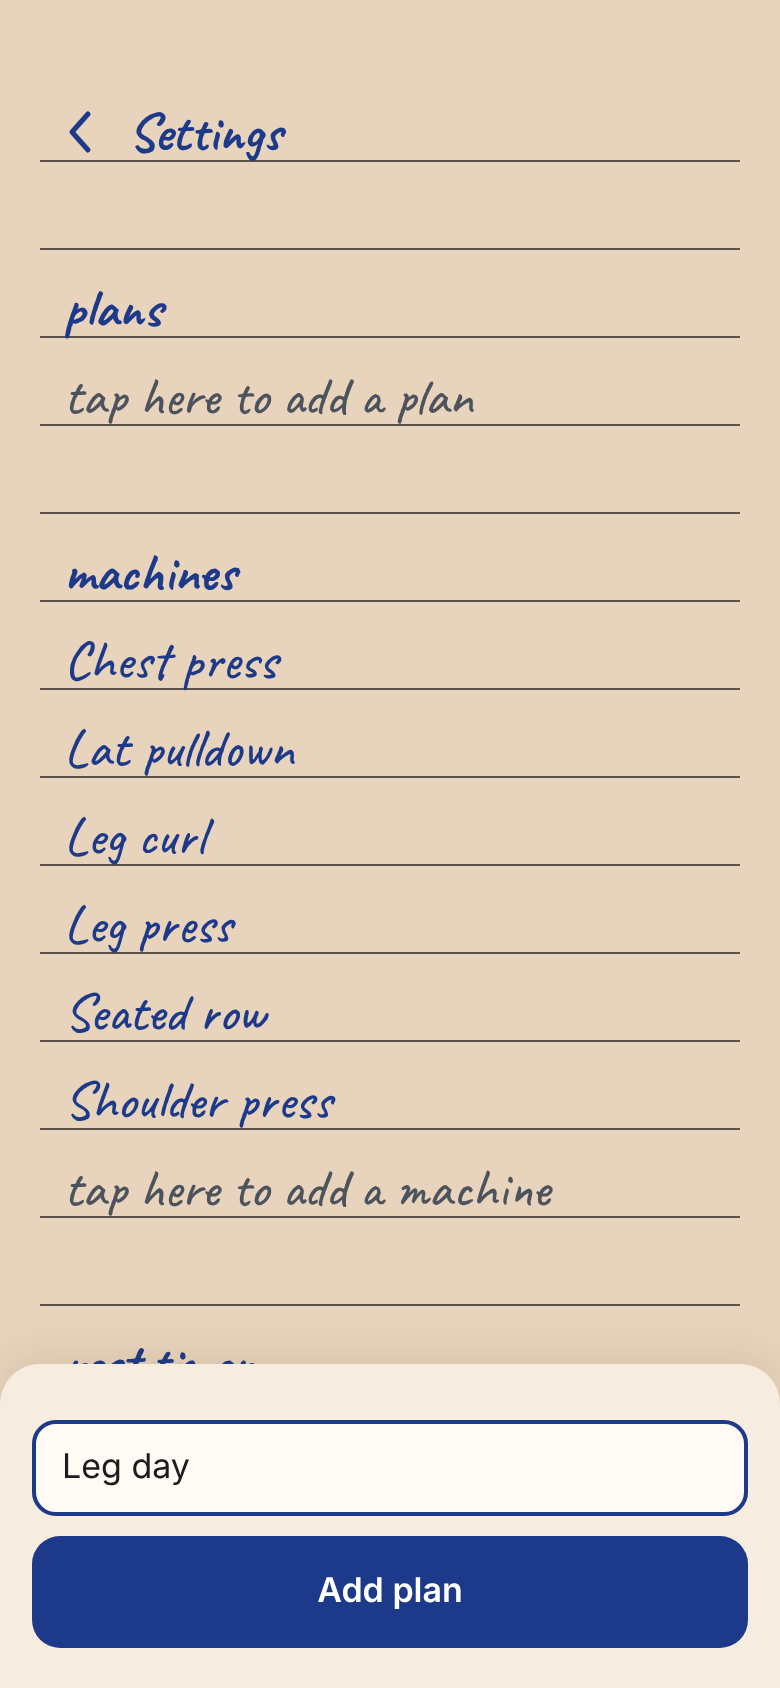 Settings
plans
tap here to add a plan
machines
Chest press
Lat pulldown
Leg curl
Leg press
Seated row
Shoulder press
tap here to add a machine
Leg day
Add plan